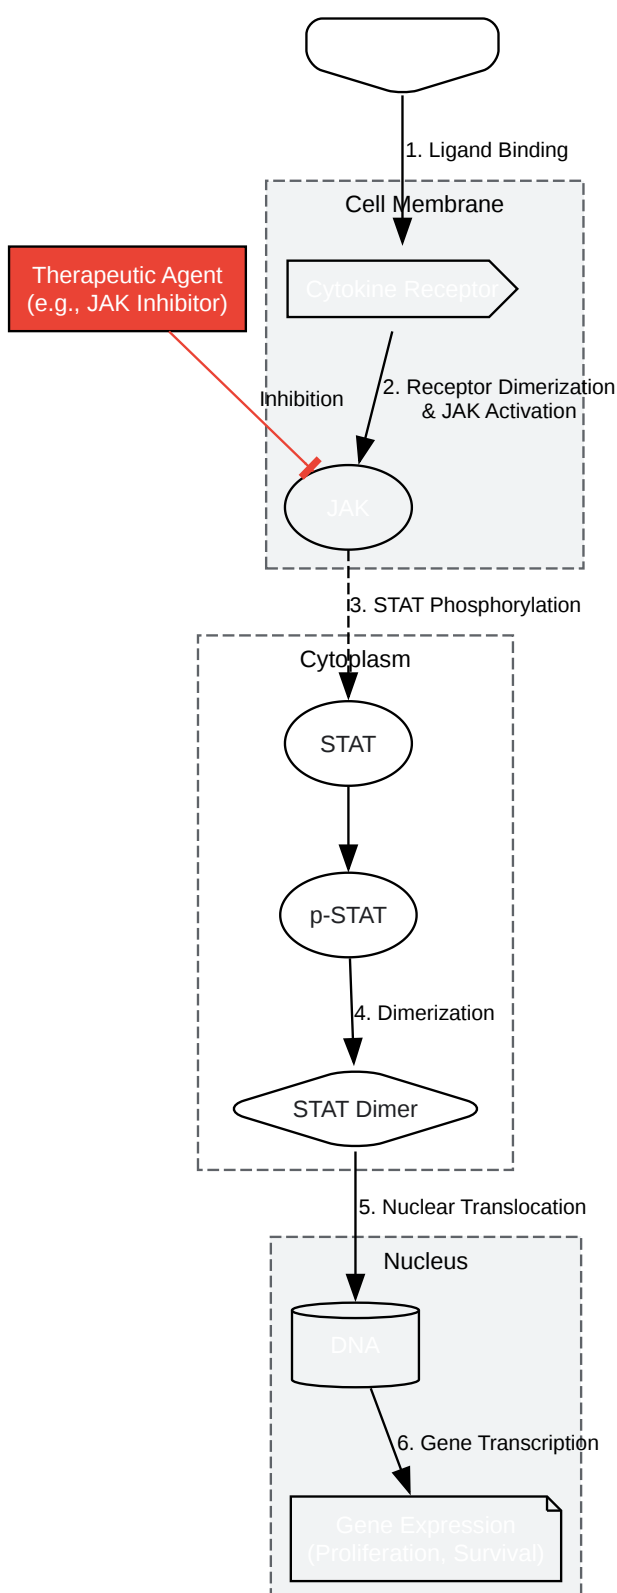 1. Ligand Binding
Cell Membrane
Therapeutic Agent
(e.g., JAK Inhibitor)
Cytokine Receptor
Inhibition
2. Receptor Dimerization
& JAK Activation
JAK
3. STAT Phosphorylation
Cytoplasm
STAT
p-STAT
4. Dimerization
STAT Dimer
5. Nuclear Translocation
Nucleus
DNA
6. Gene Transcription
Gene Expression
(Proliferation, Survival)